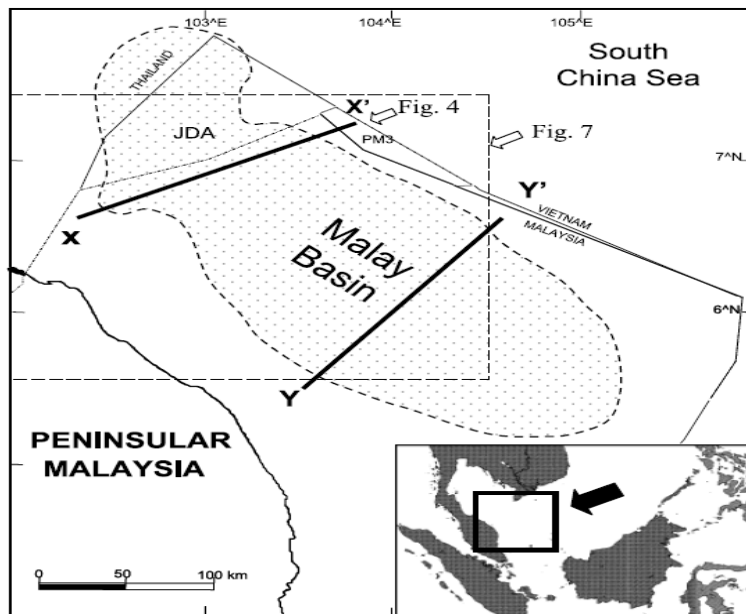 103^E
104^E
105^E
South
China Sea
THAILAND
X'
Fig. 4
JDA
PM3
Fig. 7
7^N
Y'
VIETNAM
MALAYSIA
X
Malay
Basin
6^N
Y
PENINSULAR
MALAYSIA
0 50 100 km